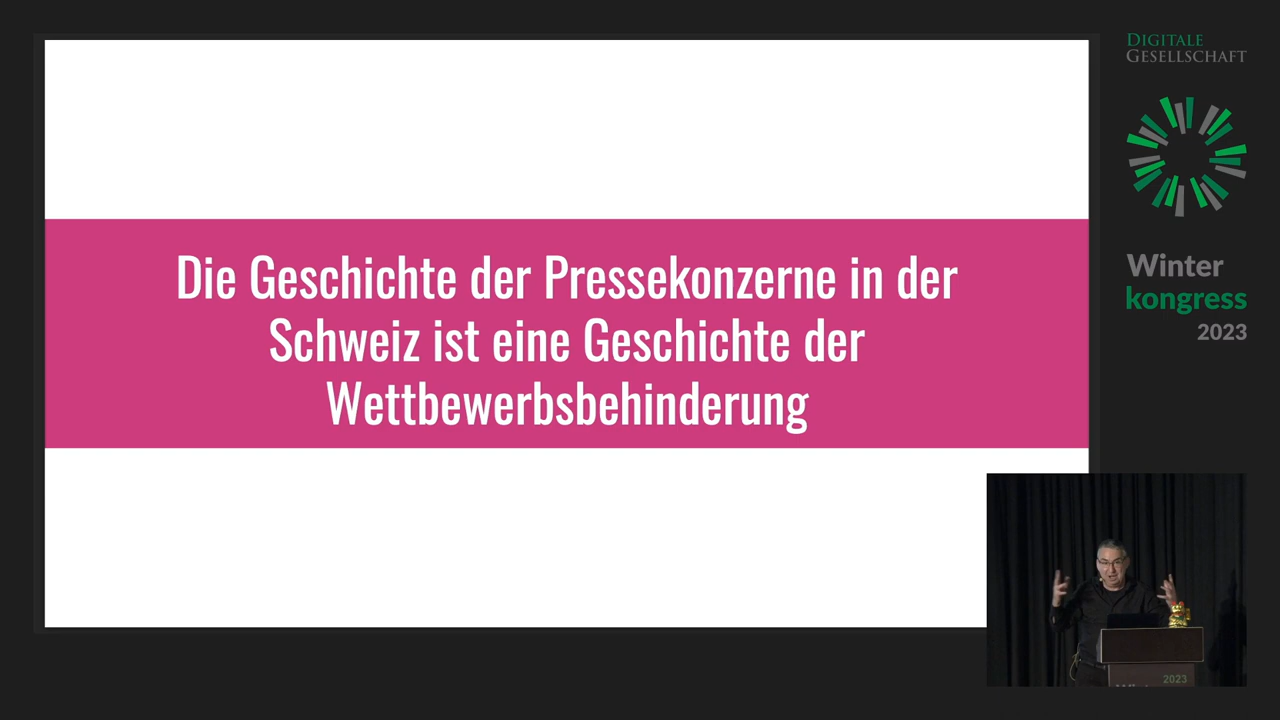 Die Geschichte der Pressekonzerne in der
Schweiz ist eine Geschichte der
Wettbewerbsbehinderung
DIGITALE
GESELLSCHAFT
Winter
kongress
2023
2023